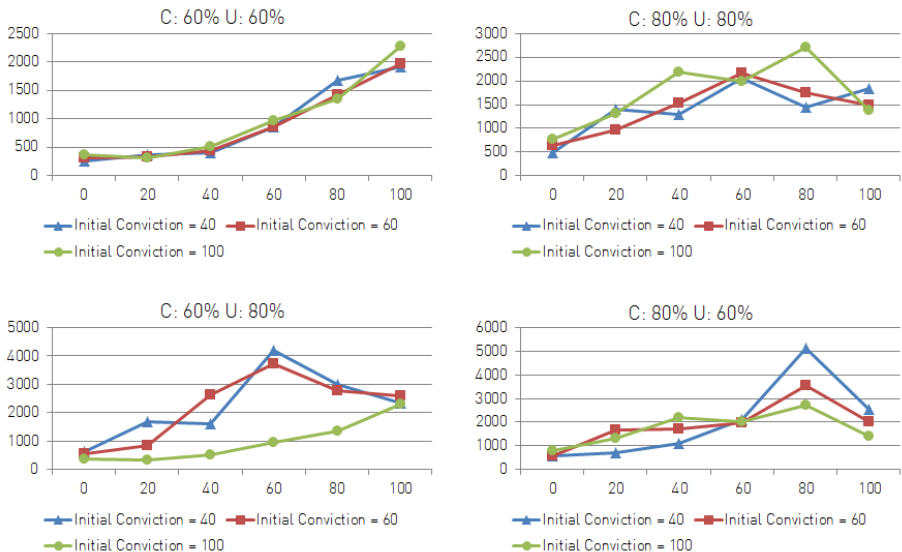 C: 60% U: 60%
2500
2000
1500
1000
500
0
0 20 40 60 80 100
Initial Conviction = 40 Initial Conviction = 60
Initial Conviction = 100
C: 80% U: 80%
3000
2500
2000
1500
1000
500
0
0 20 40 60 80 100
Initial Conviction = 40 Initial Conviction = 60
Initial Conviction = 100
C: 60% U: 80%
5000
4000
3000
2000
1000
0
0 20 40 60 80 100
Initial Conviction = 40 Initial Conviction = 60
Initial Conviction = 100
C: 80% U: 60%
6000
5000
4000
3000
2000
1000
0
0 20 40 60 80 100
Initial Conviction = 40 Initial Conviction = 60
Initial Conviction = 100